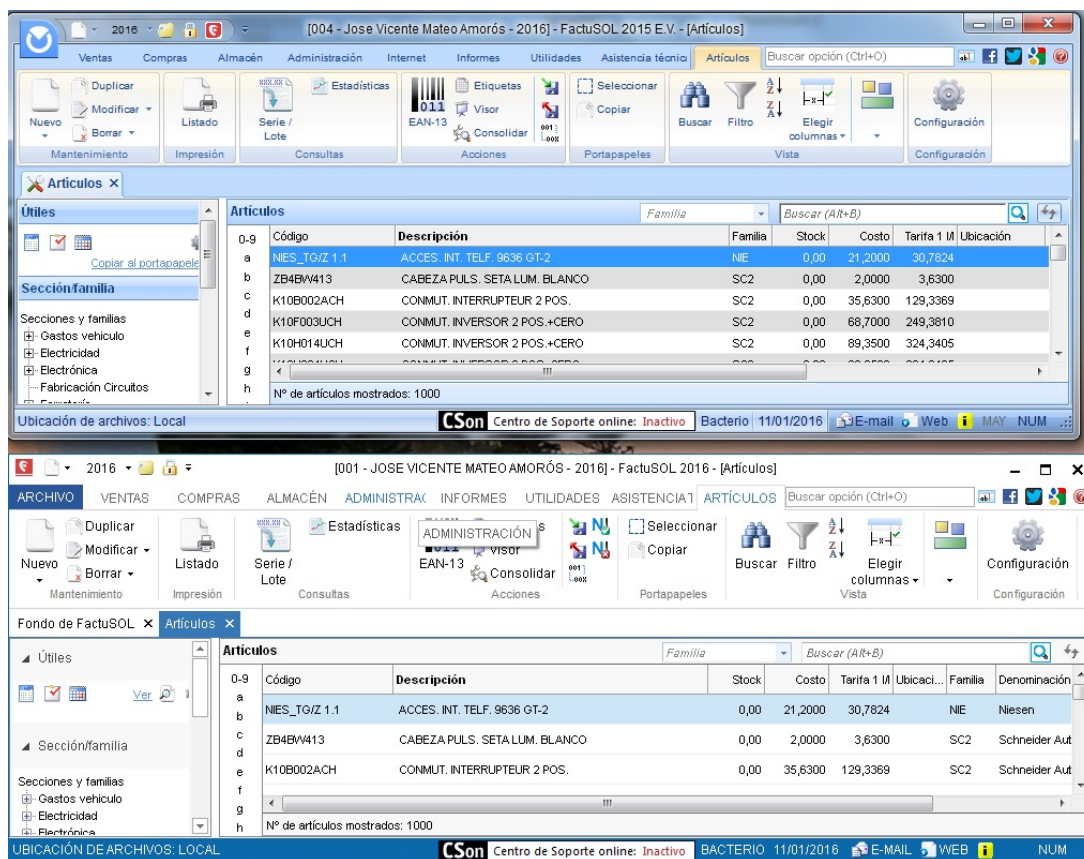 2016 [004 - Jose Vicente Mateo Amorós - 2016] - FactuSOL 2015 E.V. - [Artículos]
Ventas Compras Almacén Administración Internet Informes Utilidades Asistencia técnica Artículos Buscar opción (Ctrl+O)
Nuevo Duplicar Modificar Borrar
Mantenimiento
Listado
Impresión
Serie / Lote Estadísticas
Consultas
EAN-13 Etiquetas Visor Consolidar
Acciones
Seleccionar Copiar
Portapapeles
Buscar Filtro Elegir columnas
Vista
Configuración
Configuración
Artículos
Útiles
Copiar al portapapele
Sección/familia
Secciones y familias
Gastos vehiculo
Electricidad
Electrónica
Fabricación Circuitos
Artículos Familia Buscar (Alt+B)
0-9
a
b
c
d
e
f
g
h
Código Descripción Familia Stock Costo Tarifa 1 I/ Ubicación
NIES_TG/Z 1.1 ACCES. INT. TELF. 9636 GT-2 NIE 0,00 21,2000 30,7824
ZB4BW413 CABEZA PULS. SETA LUM. BLANCO SC2 0,00 2,0000 3,6300
K10B002ACH CONMUT. INTERRUPTEUR 2 POS. SC2 0,00 35,6300 129,3369
K10F003UCH CONMUT. INVERSOR 2 POS.+CERO SC2 0,00 68,7000 249,3810
K10H014UCH CONMUT. INVERSOR 2 POS.+CERO SC2 0,00 89,3500 324,3405
Nº de artículos mostrados: 1000
Ubicación de archivos: Local CSon Centro de Soporte online: Inactivo Bacterio 11/01/2016 E-mail Web MAY NUM
2016 [001 - JOSE VICENTE MATEO AMORÓS - 2016] - FactuSOL 2016 - [Artículos]
ARCHIVO VENTAS COMPRAS ALMACÉN ADMINISTRA INFORMES UTILIDADES ASISTENCIA ARTÍCULOS Buscar opción (Ctrl+O)
Nuevo Duplicar Modificar Borrar
Mantenimiento
Listado
Impresión
Serie / Lote Estadísticas
Consultas
ADMINISTRACIÓN
EAN-13 Visor Consolidar
Acciones
Seleccionar Copiar
Portapapeles
Buscar Filtro Elegir columnas
Vista
Configuración
Configuración
Fondo de FactuSOL Artículos
Útiles
Ver
Sección/familia
Secciones y familias
Gastos vehiculo
Electricidad
Electrónica
Artículos Familia Buscar (Alt+B)
0-9
a
b
c
d
e
f
g
h
Código Descripción Stock Costo Tarifa 1 I/ Ubicaci... Familia Denominación
NIES_TG/Z 1.1 ACCES. INT. TELF. 9636 GT-2 0,00 21,2000 30,7824 NIE Niesen
ZB4BW413 CABEZA PULS. SETA LUM. BLANCO 0,00 2,0000 3,6300 SC2 Schneider Aut
K10B002ACH CONMUT. INTERRUPTEUR 2 POS. 0,00 35,6300 129,3369 SC2 Schneider Aut
Nº de artículos mostrados: 1000
UBICACIÓN DE ARCHIVOS: LOCAL CSon Centro de Soporte online: Inactivo BACTERIO 11/01/2016 E-MAIL WEB NUM